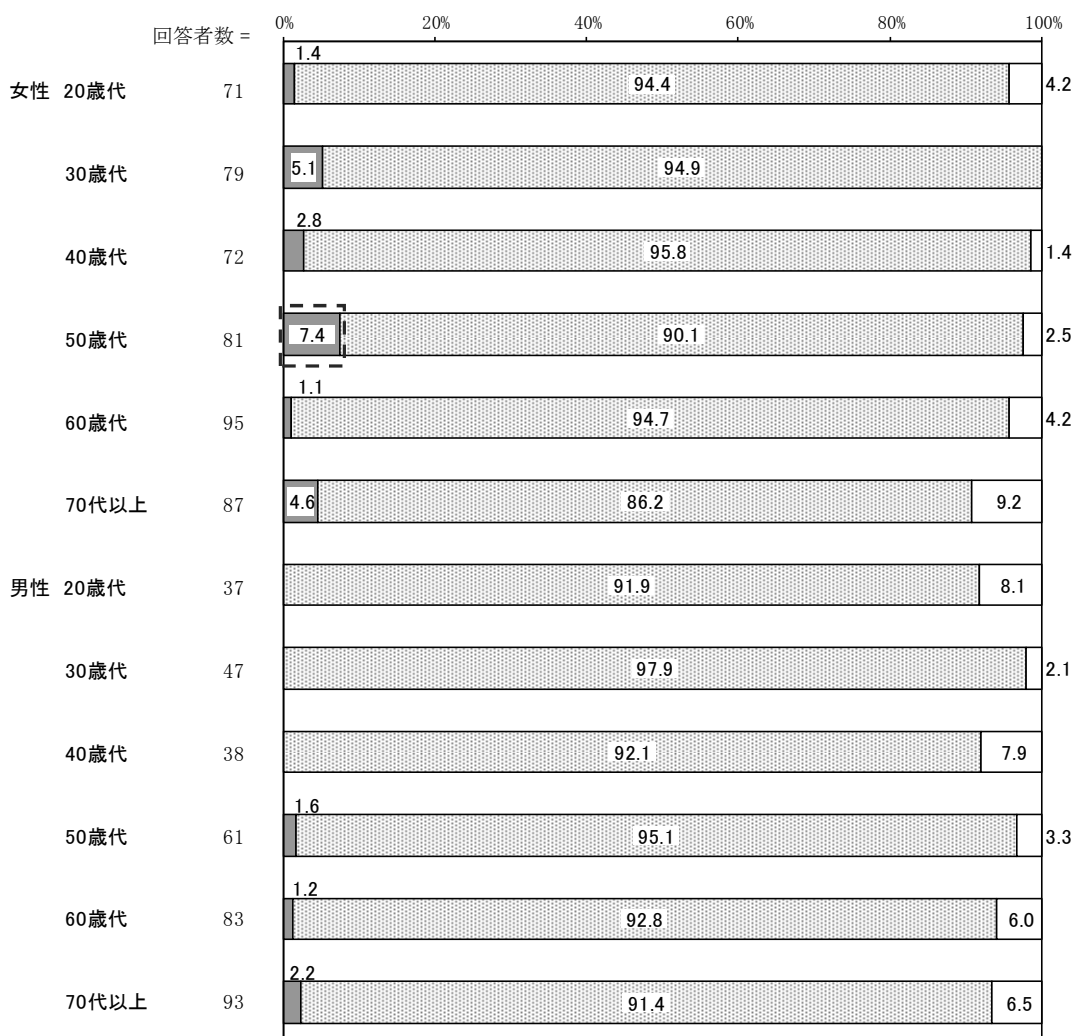 0% 20% 40% 60% 80% 100%
回答者数 =
女性 20歳代 71 1.4 94.4 4.2
30歳代 79 5.1 94.9
40歳代 72 2.8 95.8 1.4
50歳代 81 7.4 90.1 2.5
60歳代 95 1.1 94.7 4.2
70代以上 87 4.6 86.2 9.2
男性 20歳代 37 91.9 8.1
30歳代 47 97.9 2.1
40歳代 38 92.1 7.9
50歳代 61 1.6 95.1 3.3
60歳代 83 1.2 92.8 6.0
70代以上 93 2.2 91.4 6.5